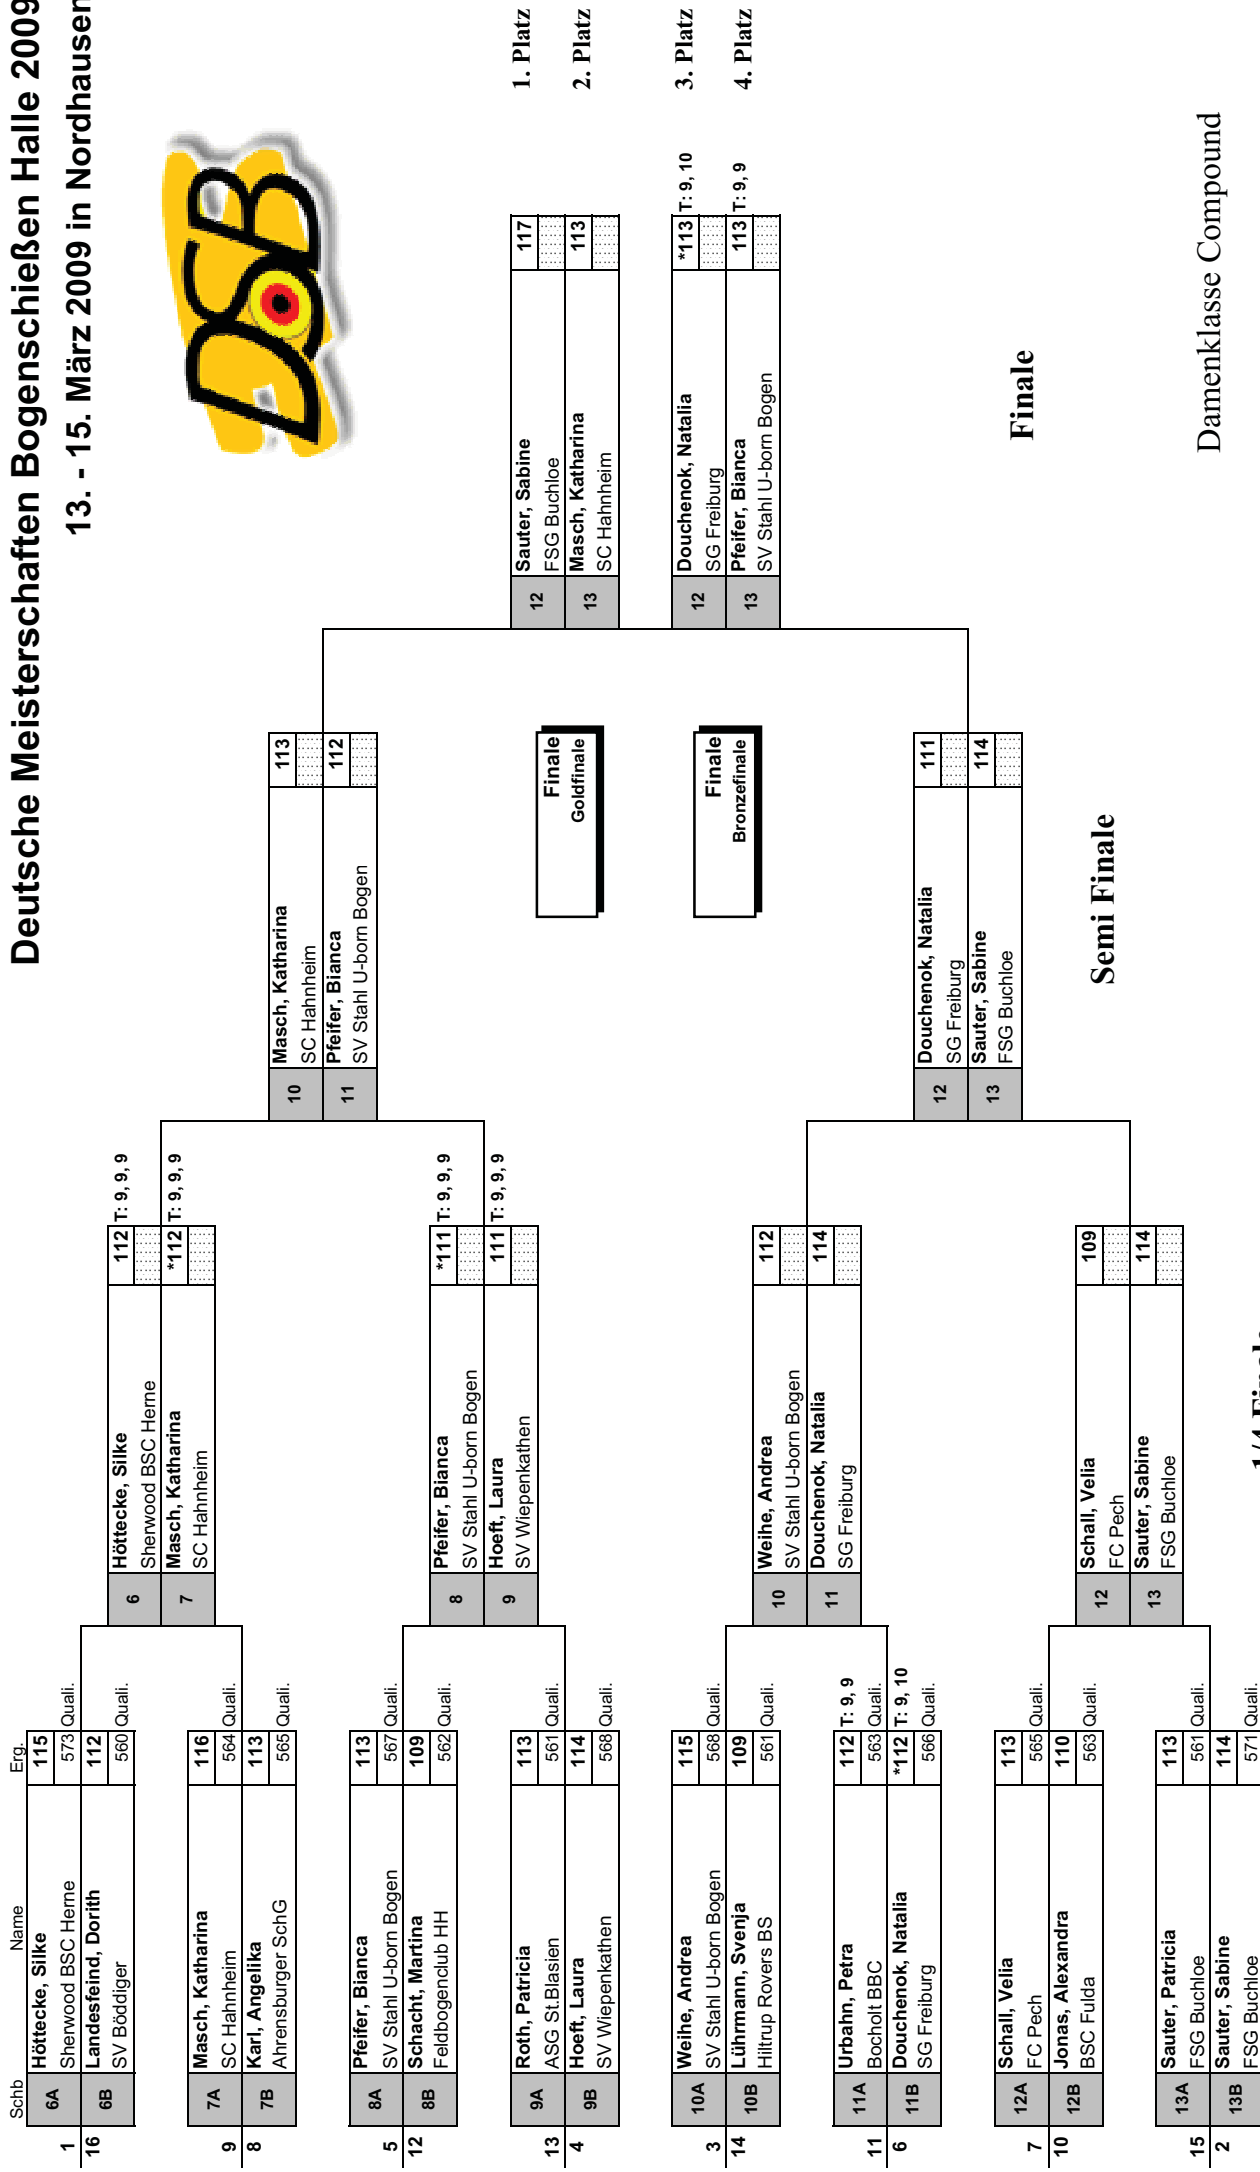 Deutsche Meisterschaften Bogenschießen Halle 2009
13. - 15. März 2009 in Nordhausen
DSB
Schb Name Erg.
1 6A Höttecke, Silke 115
Sherwood BSC Herne 573 Quali.
16 6B Landesfeind, Dorith 112
SV Böddiger 560 Quali.
9 7A Masch, Katharina 116
SC Hahnheim 564 Quali.
8 7B Karl, Angelika 113
Ahrensburger SchG 565 Quali.
5 8A Pfeifer, Bianca 113
SV Stahl U-born Bogen 567 Quali.
12 8B Schacht, Martina 109
Feldbogenclub HH 562 Quali.
13 9A Roth, Patricia 113
ASG St.Blasien 561 Quali.
4 9B Hoeft, Laura 114
SV Wiepenkathen 568 Quali.
3 10A Weihe, Andrea 115
SV Stahl U-born Bogen 568 Quali.
14 10B Lührmann, Svenja 109
Hiltrup Rovers BS 561 Quali.
11 11A Urbahn, Petra 112 T: 9, 9
Bocholt BBC 563 Quali.
6 11B Douchenok, Natalia *112 T: 9, 10
SG Freiburg 566 Quali.
7 12A Schall, Velia 113
FC Pech 565 Quali.
10 12B Jonas, Alexandra 110
BSC Fulda 563 Quali.
15 13A Sauter, Patricia 113
FSG Buchloe 561 Quali.
2 13B Sauter, Sabine 114
FSG Buchloe 571 Quali.
6 Höttecke, Silke 112 T: 9, 9, 9
Sherwood BSC Herne
7 Masch, Katharina *112 T: 9, 9, 9
SC Hahnheim
8 Pfeifer, Bianca *111 T: 9, 9, 9
SV Stahl U-born Bogen
9 Hoeft, Laura 111 T: 9, 9, 9
SV Wiepenkathen
10 Weihe, Andrea 112
SV Stahl U-born Bogen
11 Douchenok, Natalia 114
SG Freiburg
12 Schall, Velia 109
FC Pech
13 Sauter, Sabine 114
FSG Buchloe
1/4 Finale
10 Masch, Katharina 113
SC Hahnheim
11 Pfeifer, Bianca 112
SV Stahl U-born Bogen
Finale
Goldfinale
Finale
Bronzefinale
12 Douchenok, Natalia 111
SG Freiburg
13 Sauter, Sabine 114
FSG Buchloe
Semi Finale
12 Sauter, Sabine 117 1. Platz
FSG Buchloe
13 Masch, Katharina 113 2. Platz
SC Hahnheim
12 Douchenok, Natalia *113 T: 9, 10 3. Platz
SG Freiburg
13 Pfeifer, Bianca 113 T: 9, 9 4. Platz
SV Stahl U-born Bogen
Finale
Damenklasse Compound